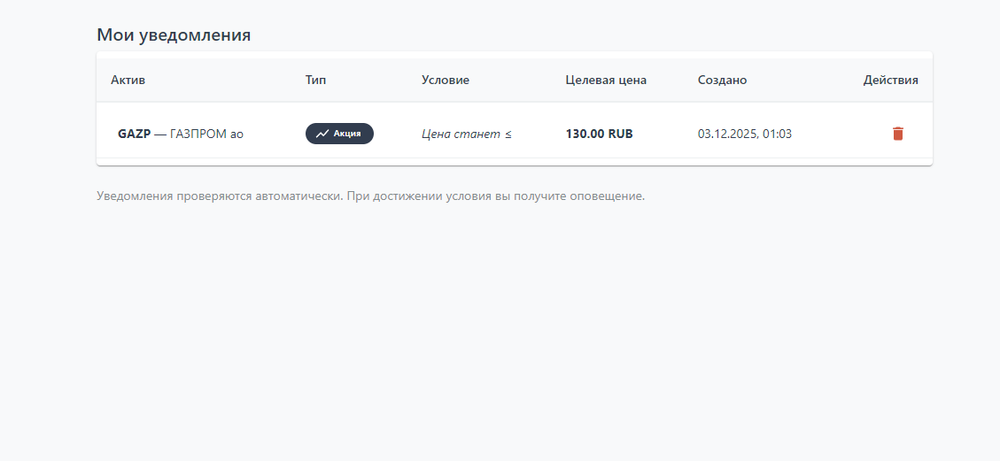 Мои уведомления
Актив Тип Условие Целевая цена Создано Действия
GAZP — ГАЗПРОМ ао Акция Цена станет ≤ 130.00 RUB 03.12.2025, 01:03
Уведомления проверяются автоматически. При достижении условия вы получите оповещение.